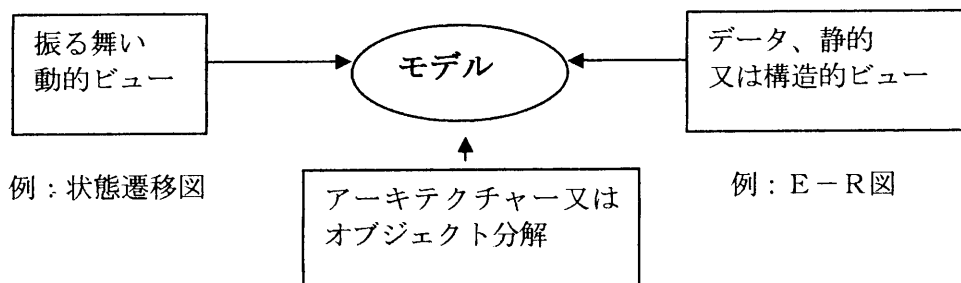 振る舞い
動的ビュー
モデル
データ、静的
又は構造的ビュー
例：状態遷移図
例：E－R図
アーキテクチャー又は
オブジェクト分解